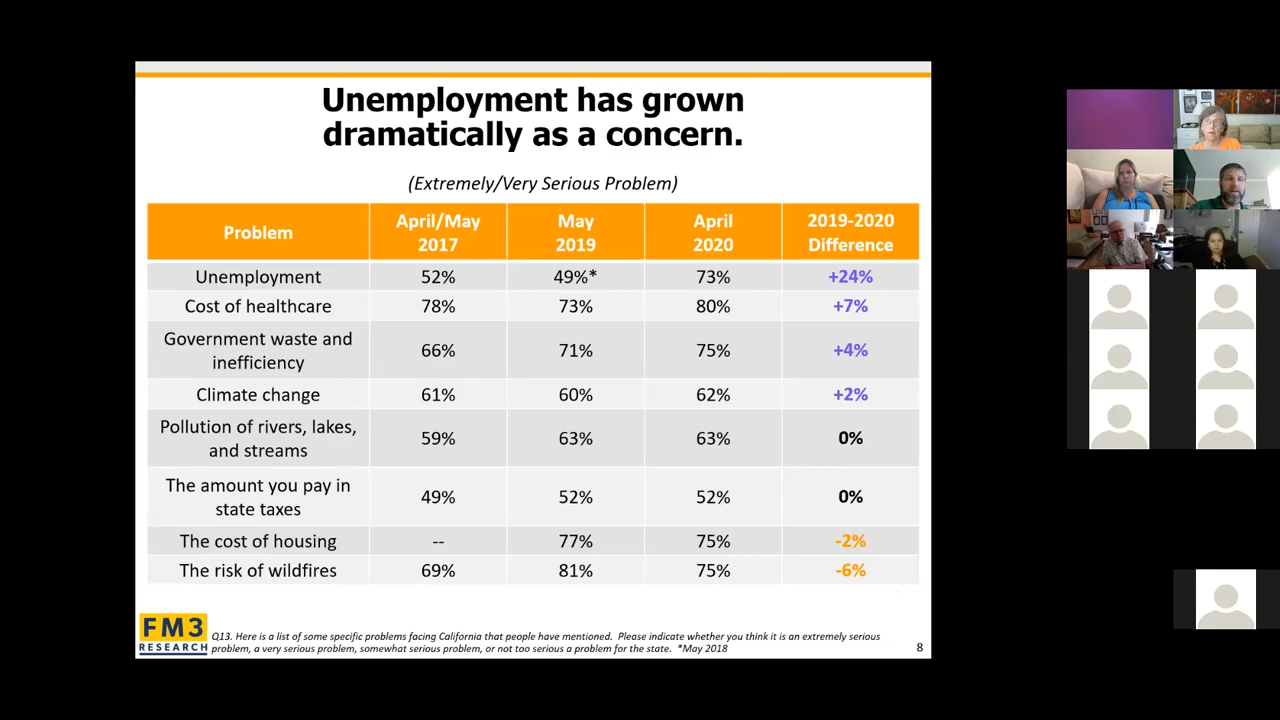 Unemployment has grown
dramatically as a concern.
(Extremely/Very Serious Problem)
Problem
April/May
2017
May
2019
April
2020
2019-2020
Difference
Unemployment 52% 49%* 73% +24%
Cost of healthcare 78% 73% 80% +7%
Government waste and
inefficiency 66% 71% 75% +4%
Climate change 61% 60% 62% +2%
Pollution of rivers, lakes,
and streams 59% 63% 63% 0%
The amount you pay in
state taxes 49% 52% 52% 0%
The cost of housing -- 77% 75% -2%
The risk of wildfires 69% 81% 75% -6%
FM3
RESEARCH
Q13. Here is a list of some specific problems facing California that people have mentioned. Please indicate whether you think it is an extremely serious
problem, a very serious problem, somewhat serious problem, or not too serious a problem for the state. *May 2018
8